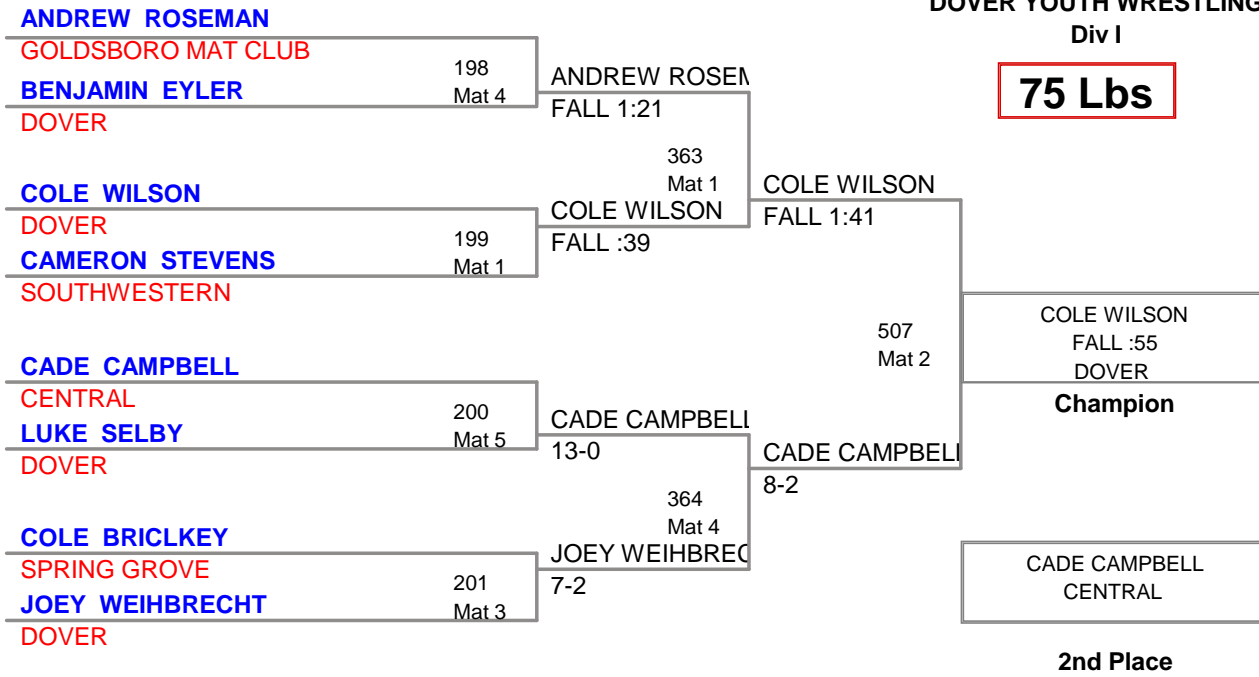 DOVER YOUTH WRESTLING
Div I
75 Lbs
ANDREW ROSEMAN
GOLDSBORO MAT CLUB
BENJAMIN EYLER
DOVER
198
Mat 4
COLE WILSON
DOVER
CAMERON STEVENS
SOUTHWESTERN
199
Mat 1
CADE CAMPBELL
CENTRAL
LUKE SELBY
DOVER
200
Mat 5
COLE BRICLKEY
SPRING GROVE
JOEY WEIHBRECHT
DOVER
201
Mat 3
ANDREW ROSEM
FALL 1:21
363
Mat 1
COLE WILSON
FALL :39
CADE CAMPBELL
13-0
364
Mat 4
JOEY WEIHBREC
7-2
COLE WILSON
FALL 1:41
507
Mat 2
CADE CAMPBELL
8-2
COLE WILSON
FALL :55
DOVER
Champion
CADE CAMPBELL
CENTRAL
2nd Place